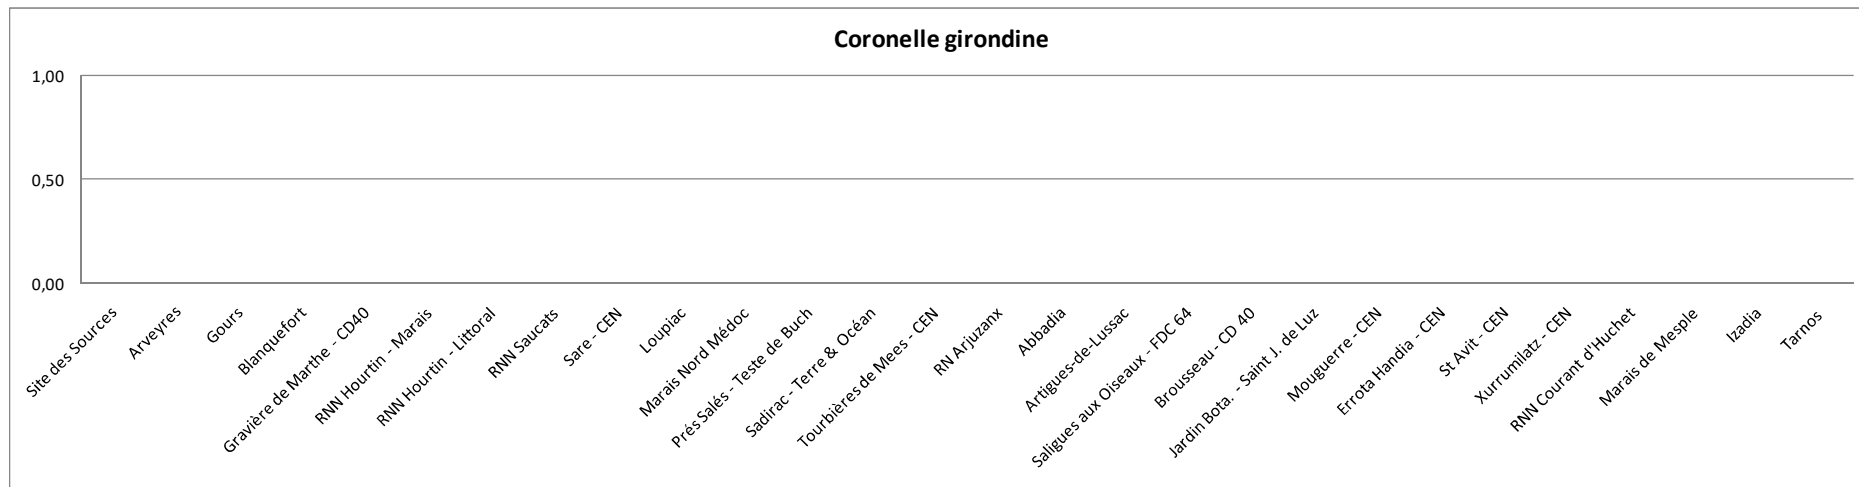 Coronelle girondine
1,00
0,50
0,00
Site des Sources
Arveyres
Gours
Blanquefort
Gravière de Marthe - CD40
RNN Hourtin - Marais
RNN Hourtin - Littoral
RNN Saucats
Sare - CEN
Loupiac
Marais Nord Médoc
Prés Salés - Teste de Buch
Sadirac - Terre & Océan
Tourbières de Mees - CEN
RN Arjuzanx
Abbadia
Artigues-de-Lussac
Saligues aux Oiseaux - FDC 64
Brousseau - CD 40
Jardin Bota. - Saint J. de Luz
Mouguerre - CEN
Errota Handia - CEN
St Avit - CEN
Xurrumilatz - CEN
RNN Courant d'Huchet
Marais de Mesple
Izadia
Tarnos